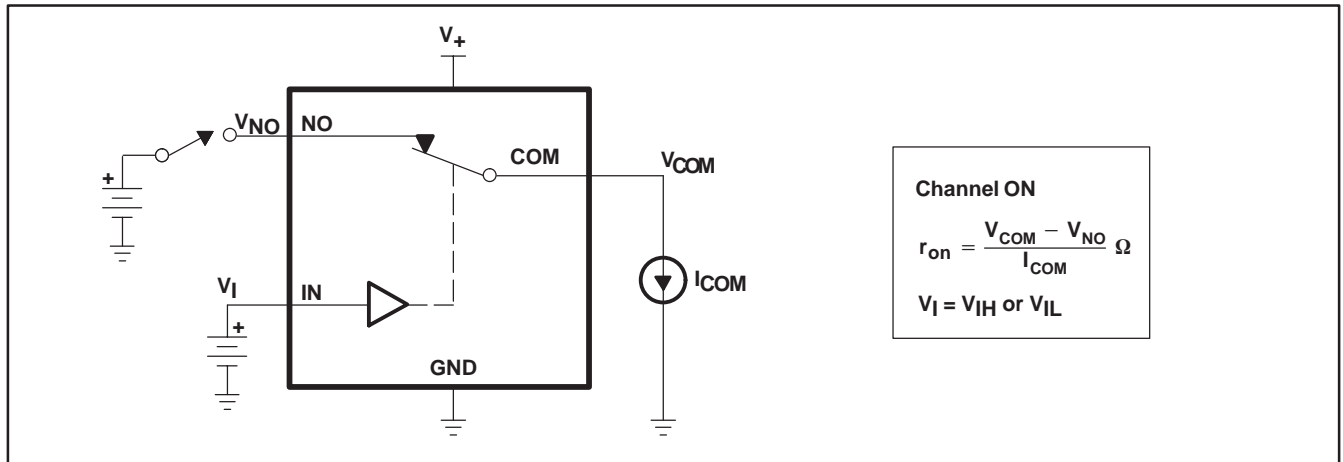 V+
VNO NO
COM
VCOM
+
Channel ON
ron = VCOM − VNO / ICOM Ω
VI = VIH or VIL
VI IN
ICOM
+
GND